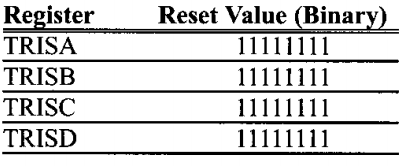 Register Reset Value (Binary)
TRISA 11111111
TRISB 11111111
TRISC 11111111
TRISD 11111111